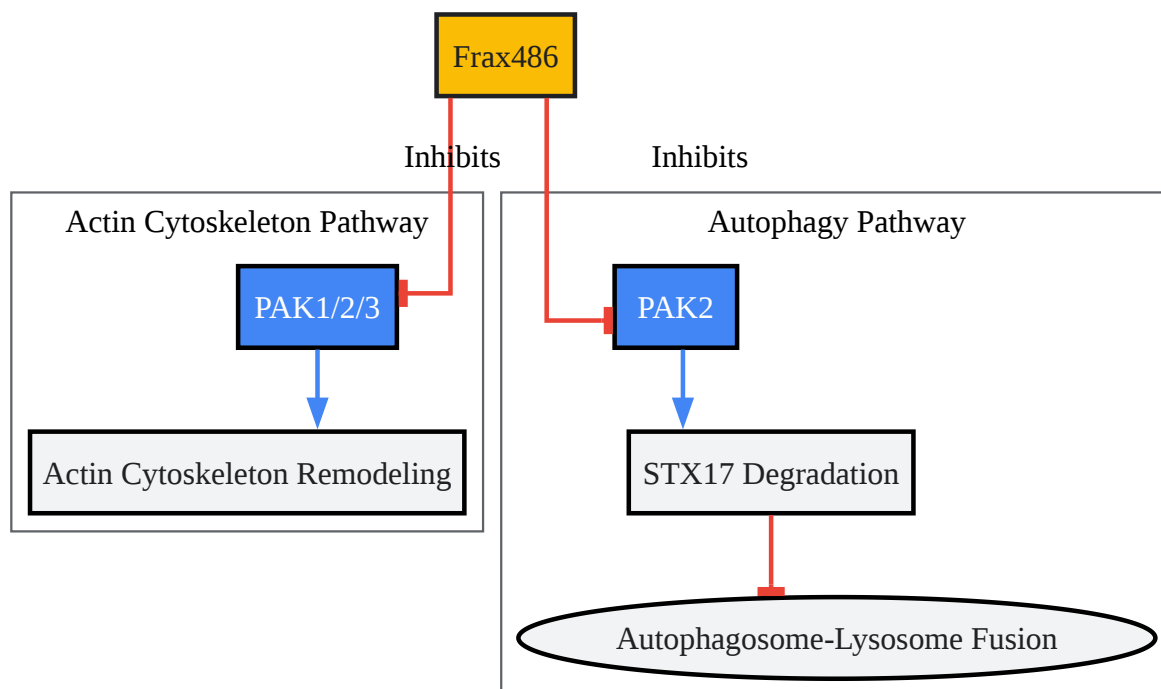 Frax486
Inhibits
Inhibits
Actin Cytoskeleton Pathway
Autophagy Pathway
PAK1/2/3
PAK2
Actin Cytoskeleton Remodeling
STX17 Degradation
Autophagosome-Lysosome Fusion